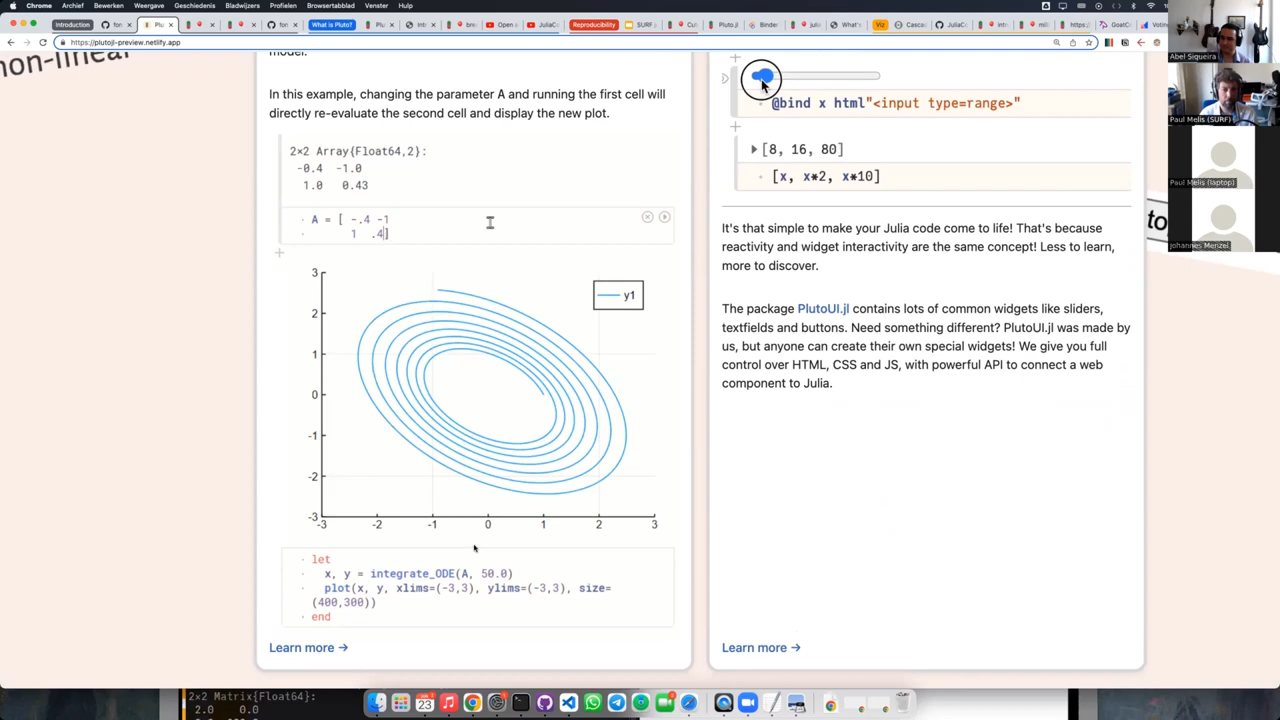 Chrome Archief Bewerken Weergave Geschiedenis Bladwijzers Profielen Browsertabblad Venster Help
Introduction
What is Pluto?
Reproducibility
Viz
https://plutojl-preview.netlify.app
non-linear
model.
In this example, changing the parameter A and running the first cell will
directly re-evaluate the second cell and display the new plot.
2×2 Array{Float64,2}:
-0.4 -1.0
1.0 0.43
A = [ -.4 -1
1 .4]
y1
3
2
1
0
-1
-2
-3
-3 -2 -1 0 1 2 3
let
x, y = integrate_ODE(A, 50.0)
plot(x, y, xlims=(-3,3), ylims=(-3,3), size=
(400,300))
end
Learn more →
@bind x html"<input type=range>"
[8, 16, 80]
[x, x*2, x*10]
It's that simple to make your Julia code come to life! That's because
reactivity and widget interactivity are the same concept! Less to learn,
more to discover.
The package PlutoUI.jl contains lots of common widgets like sliders,
textfields and buttons. Need something different? PlutoUI.jl was made by
us, but anyone can create their own special widgets! We give you full
control over HTML, CSS and JS, with powerful API to connect a web
component to Julia.
Learn more →
to
Abel Siqueira
Paul Melis (SURF)
Paul Melis (laptop)
Johannes Menzel
2×2 Matrix{Float64}:
2.0 0.0
23